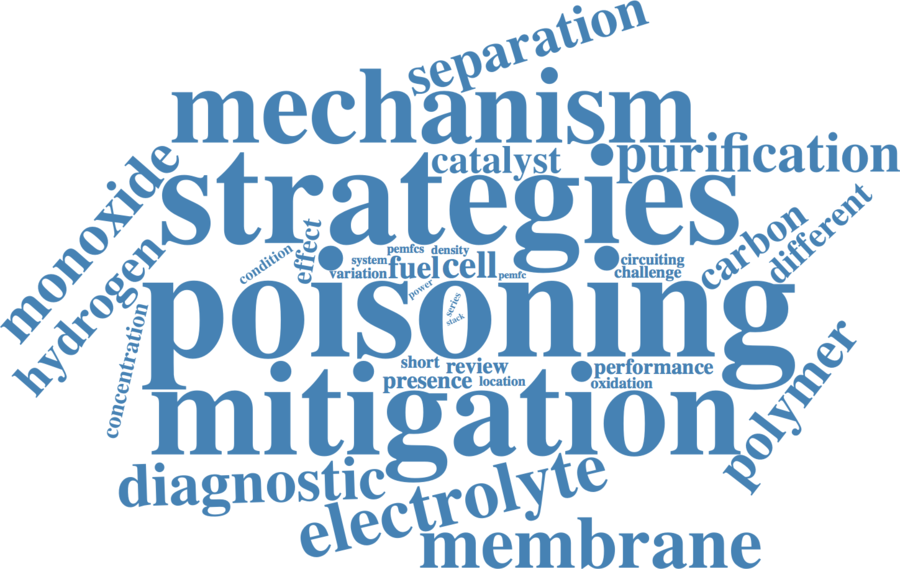 separation
mechanism
catalyst
purification
monoxide
strategies
carbon
different
hydrogen
condition
effect
pemfcs
density
system
variation
fuel
cell
pemfc
circuiting
challenge
power
series
stack
poisoning
concentration
short
review
performance
presence
location
oxidation
mitigation
polymer
diagnostic
electrolyte
membrane